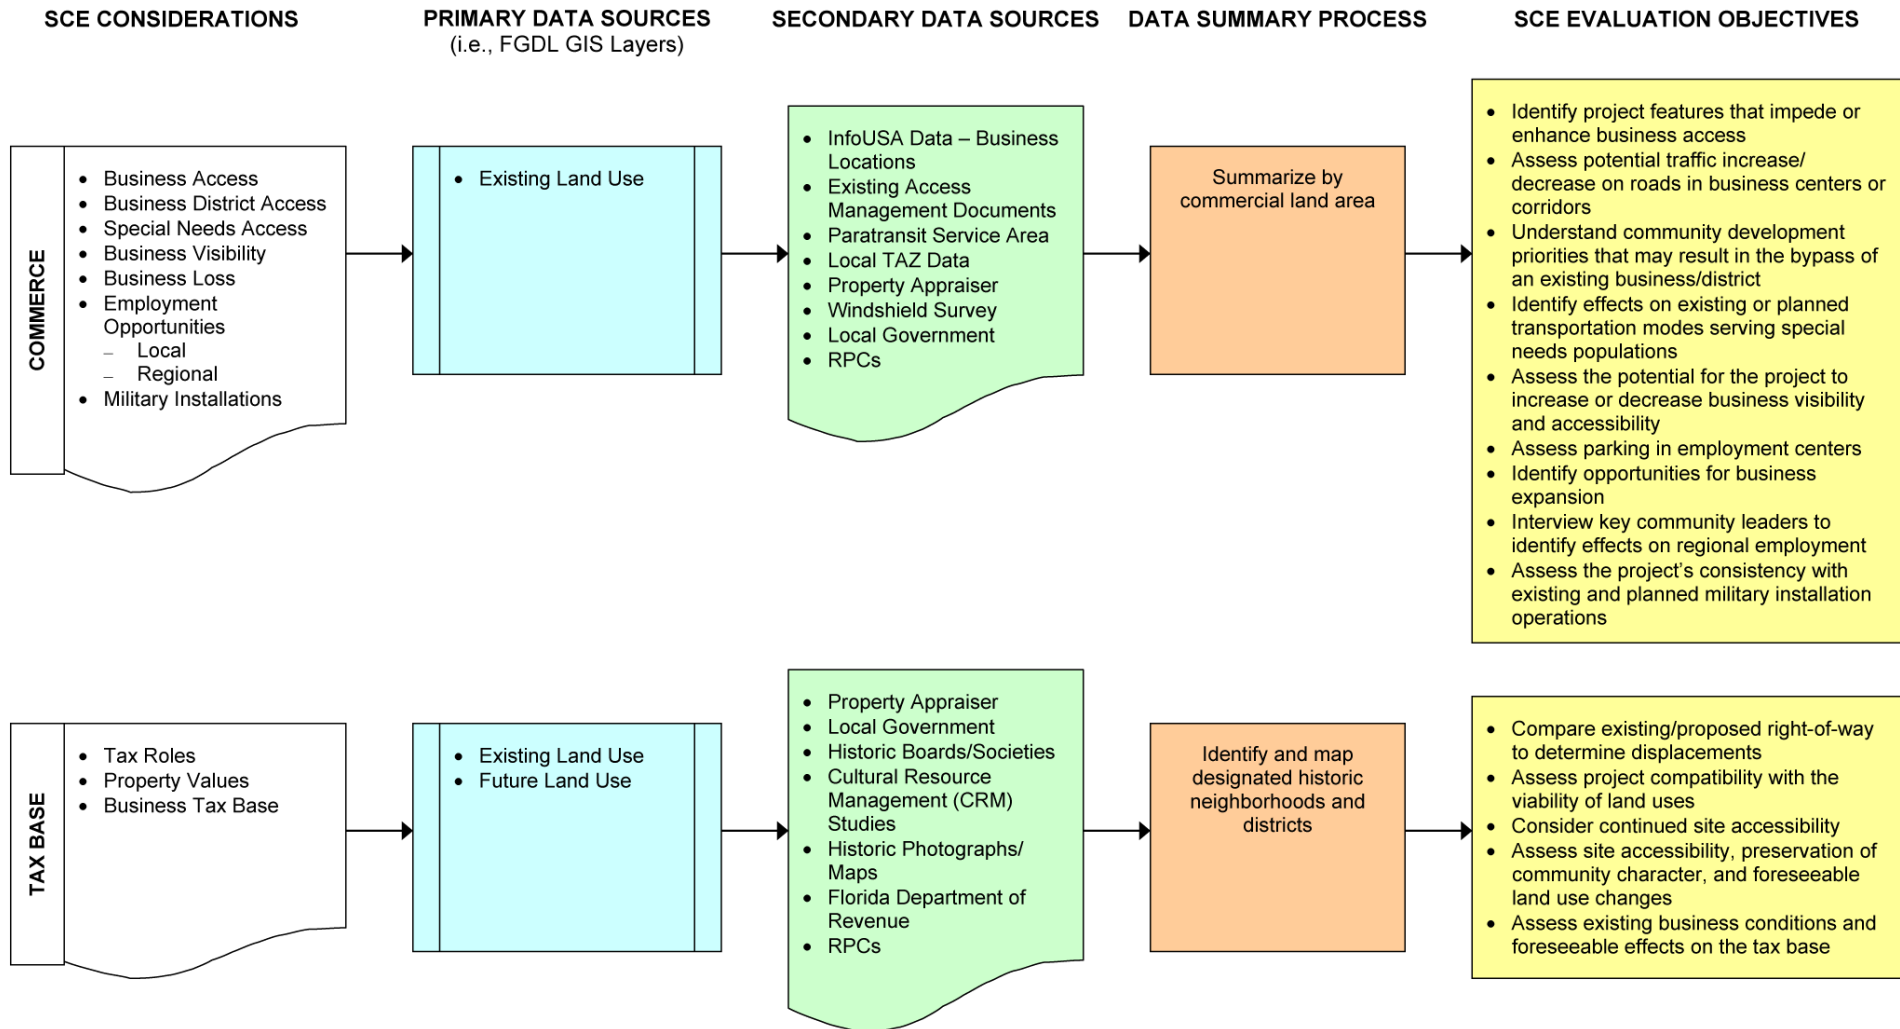 SCE CONSIDERATIONS
PRIMARY DATA SOURCES
(i.e., FGDL GIS Layers)
SECONDARY DATA SOURCES
DATA SUMMARY PROCESS
SCE EVALUATION OBJECTIVES
COMMERCE
• Business Access
• Business District Access
• Special Needs Access
• Business Visibility
• Business Loss
• Employment
Opportunities
– Local
– Regional
• Military Installations
• Existing Land Use
• InfoUSA Data – Business
Locations
• Existing Access
Management Documents
• Paratransit Service Area
• Local TAZ Data
• Property Appraiser
• Windshield Survey
• Local Government
• RPCs
Summarize by
commercial land area
• Identify project features that impede or
enhance business access
• Assess potential traffic increase/
decrease on roads in business centers or
corridors
• Understand community development
priorities that may result in the bypass of
an existing business/district
• Identify effects on existing or planned
transportation modes serving special
needs populations
• Assess the potential for the project to
increase or decrease business visibility
and accessibility
• Assess parking in employment centers
• Identify opportunities for business
expansion
• Interview key community leaders to
identify effects on regional employment
• Assess the project’s consistency with
existing and planned military installation
operations
TAX BASE
• Tax Roles
• Property Values
• Business Tax Base
• Existing Land Use
• Future Land Use
• Property Appraiser
• Local Government
• Historic Boards/Societies
• Cultural Resource
Management (CRM)
Studies
• Historic Photographs/
Maps
• Florida Department of
Revenue
• RPCs
Identify and map
designated historic
neighborhoods and
districts
• Compare existing/proposed right-of-way
to determine displacements
• Assess project compatibility with the
viability of land uses
• Consider continued site accessibility
• Assess site accessibility, preservation of
community character, and foreseeable
land use changes
• Assess existing business conditions and
foreseeable effects on the tax base